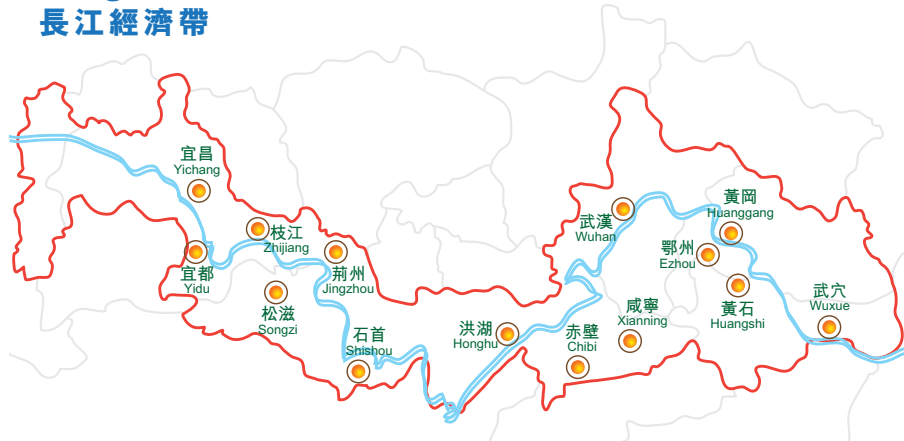 長江經濟帶
宜昌
Yichang
枝江
Zhijiang
宜都
Yidu
荊州
Jingzhou
松滋
Songzi
石首
Shishou
洪湖
Honghu
武漢
Wuhan
黃岡
Huanggang
鄂州
Ezhou
黃石
Huangshi
咸寧
Xianning
赤壁
Chibi
武穴
Wuxue